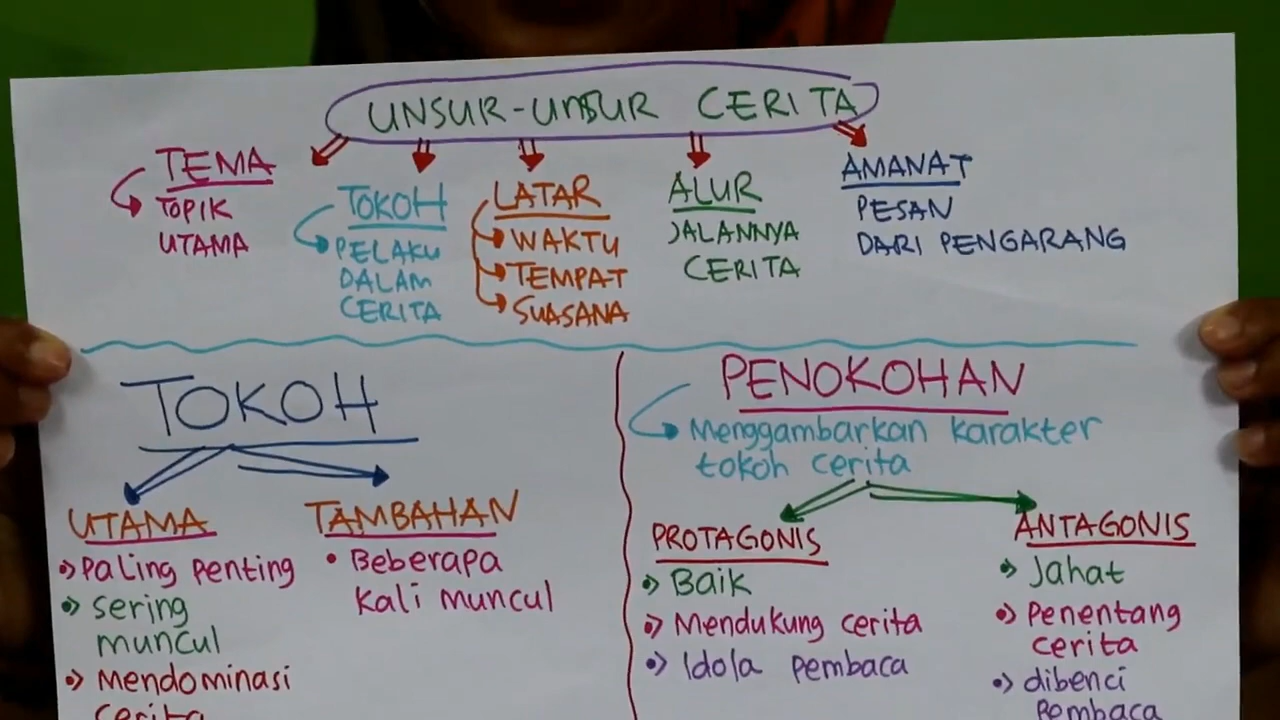 UNSUR-UNSUR CERITA
TEMA
TOPIK
UTAMA
TOKOH
PELAKU
DALAM
CERITA
LATAR
WAKTU
TEMPAT
SUASANA
ALUR
JALANNYA
CERITA
AMANAT
PESAN
DARI PENGARANG
TOKOH
UTAMA
Paling penting
sering
muncul
Mendominasi
cerita
TAMBAHAN
Beberapa
kali muncul
PENOKOHAN
Menggambarkan karakter
tokoh cerita
PROTAGONIS
Baik
Mendukung cerita
Idola pembaca
ANTAGONIS
Jahat
Penentang
cerita
dibenci
Pembaca